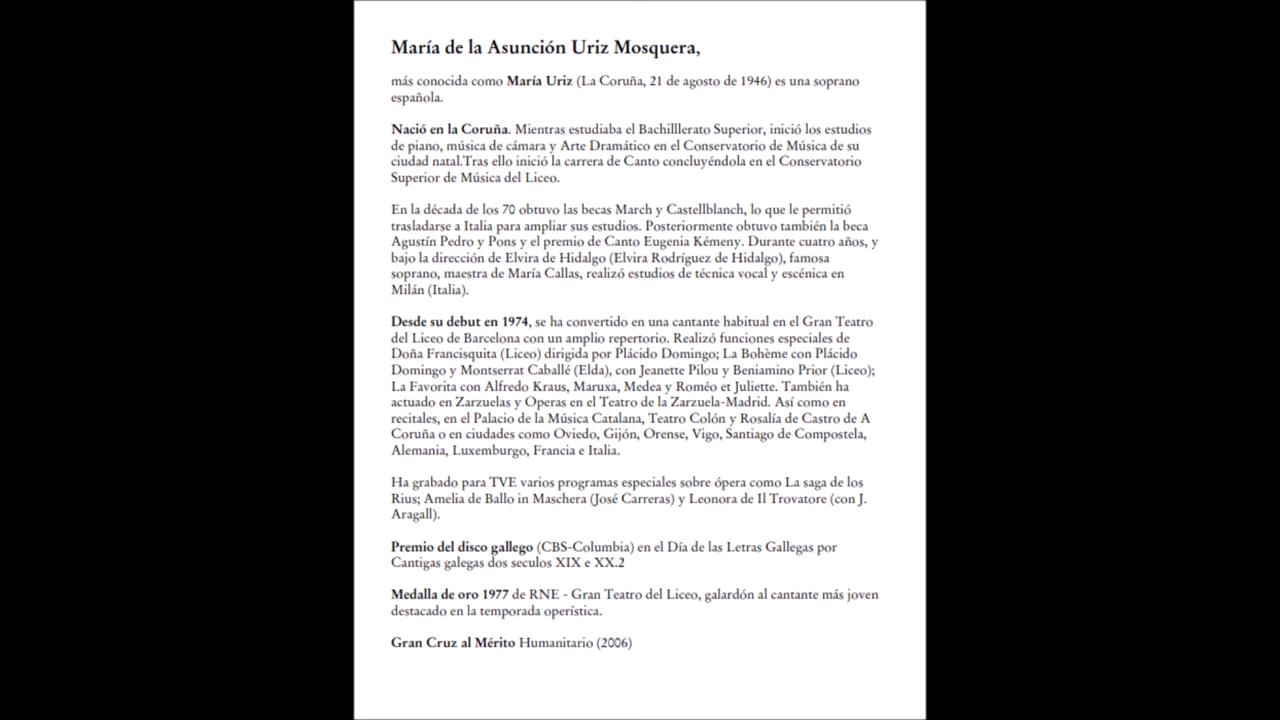 María de la Asunción Uriz Mosquera,
más conocida como María Uriz (La Coruña, 21 de agosto de 1946) es una soprano
española.
Nació en la Coruña. Mientras estudiaba el Bachilllerato Superior, inició los estudios
de piano, música de cámara y Arte Dramático en el Conservatorio de Música de su
ciudad natal.Tras ello inició la carrera de Canto concluyéndola en el Conservatorio
Superior de Música del Liceo.
En la década de los 70 obtuvo las becas March y Castellblanch, lo que le permitió
trasladarse a Italia para ampliar sus estudios. Posteriormente obtuvo también la beca
Agustín Pedro y Pons y el premio de Canto Eugenia Kémeny. Durante cuatro años, y
bajo la dirección de Elvira de Hidalgo (Elvira Rodríguez de Hidalgo), famosa
soprano, maestra de María Callas, realizó estudios de técnica vocal y escénica en
Milán (Italia).
Desde su debut en 1974, se ha convertido en una cantante habitual en el Gran Teatro
del Liceo de Barcelona con un amplio repertorio. Realizó funciones especiales de
Doña Francisquita (Liceo) dirigida por Plácido Domingo; La Bohème con Plácido
Domingo y Montserrat Caballé (Elda), con Jeanette Pilou y Beniamino Prior (Liceo);
La Favorita con Alfredo Kraus, Maruxa, Medea y Roméo et Juliette. También ha
actuado en Zarzuelas y Operas en el Teatro de la Zarzuela-Madrid. Así como en
recitales, en el Palacio de la Música Catalana, Teatro Colón y Rosalía de Castro de A
Coruña o en ciudades como Oviedo, Gijón, Orense, Vigo, Santiago de Compostela,
Alemania, Luxemburgo, Francia e Italia.
Ha grabado para TVE varios programas especiales sobre ópera como La saga de los
Rius; Amelia de Ballo in Maschera (José Carreras) y Leonora de Il Trovatore (con J.
Aragall).
Premio del disco gallego (CBS-Columbia) en el Día de las Letras Gallegas por
Cantigas galegas dos seculos XIX e XX.2
Medalla de oro 1977 de RNE - Gran Teatro del Liceo, galardón al cantante más joven
destacado en la temporada operística.
Gran Cruz al Mérito Humanitario (2006)